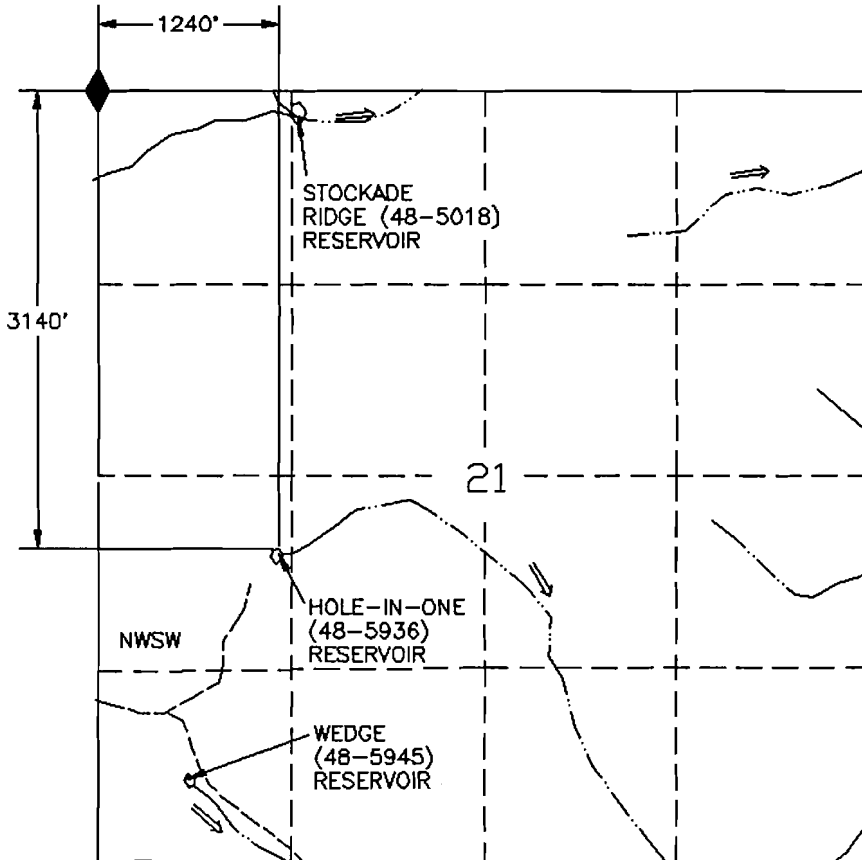 1240'
STOCKADE
RIDGE (48-5018)
RESERVOIR
3140'
21
HOLE-IN-ONE
(48-5936)
RESERVOIR
NWSW
WEDGE
(48-5945)
RESERVOIR